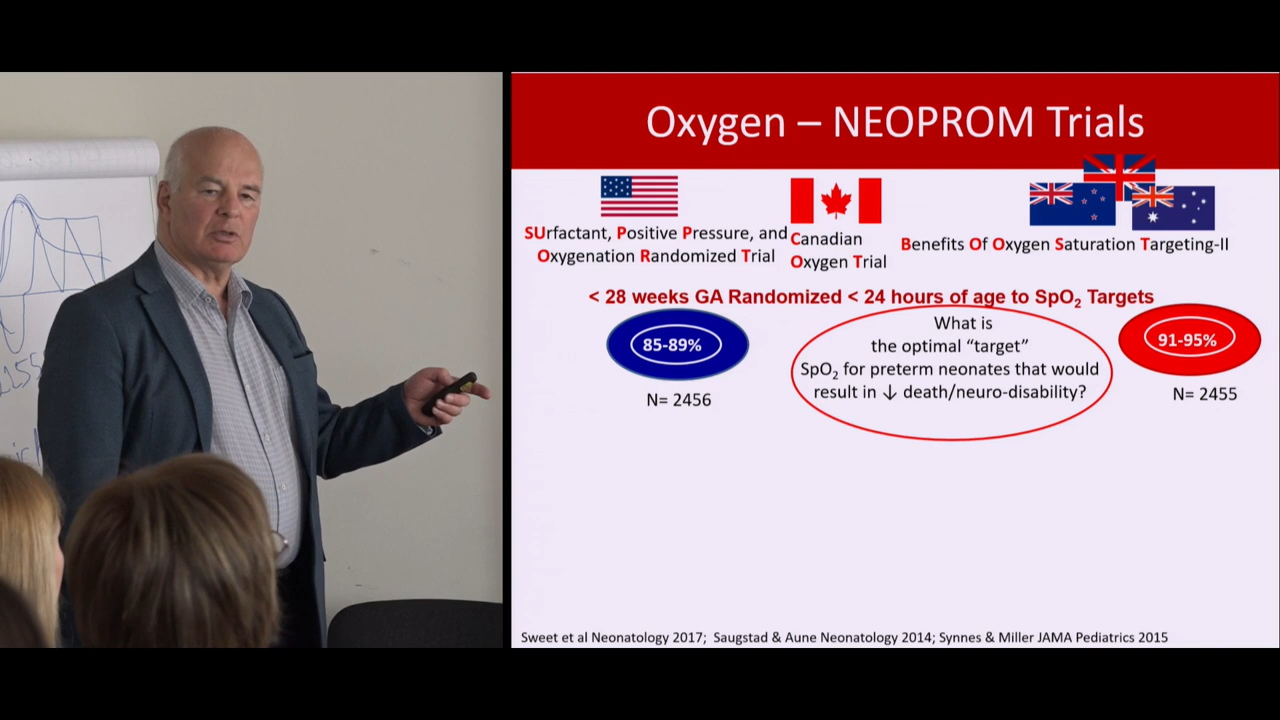 Oxygen – NEOPROM Trials
SUrfactant, Positive Pressure, and
Oxygenation Randomized Trial
Canadian
Oxygen Trial
Benefits Of Oxygen Saturation Targeting-II
< 28 weeks GA Randomized < 24 hours of age to SpO₂ Targets
85-89%
N= 2456
What is
the optimal “target”
SpO₂ for preterm neonates that would
result in ↓ death/neuro-disability?
91-95%
N= 2455
Sweet et al Neonatology 2017; Saugstad & Aune Neonatology 2014; Synnes & Miller JAMA Pediatrics 2015